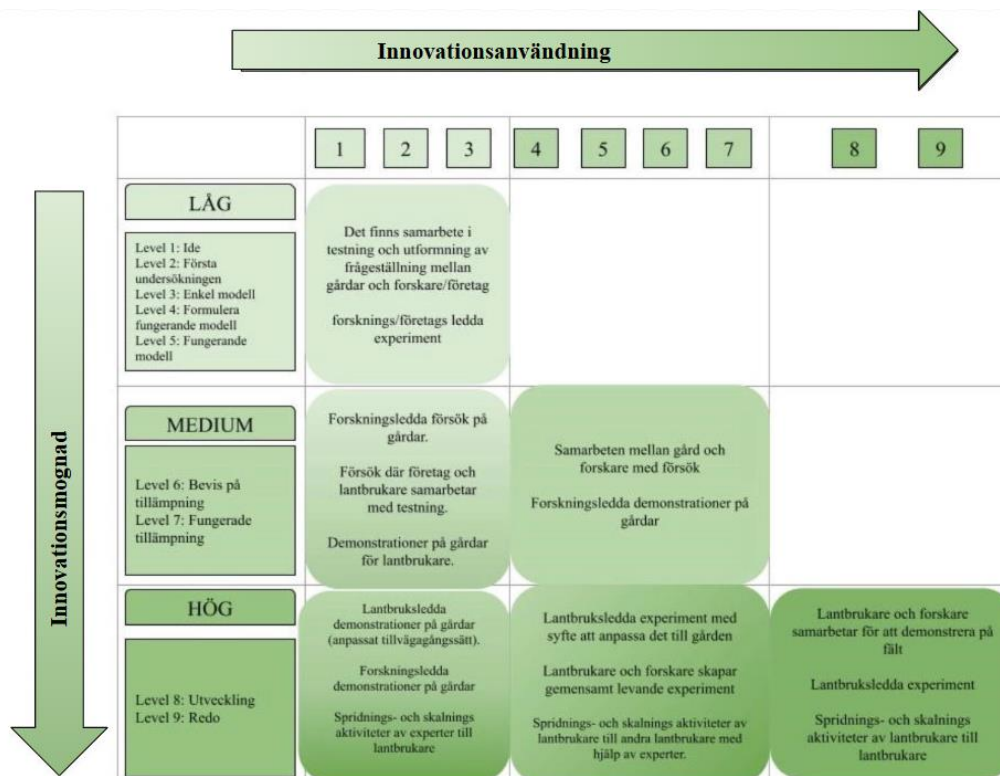 Innovationsanvändning
1
2
3
4
5
6
7
8
9
Innovationsmognad
LÅG
Level 1: Ide
Level 2: Första
undersökningen
Level 3: Enkel modell
Level 4: Formulera
fungerande modell
Level 5: Fungerande
modell
Det finns samarbete i
testning och utformning av
frågeställning mellan
gårdar och forskare/företag
forsknings/företags ledda
experiment
MEDIUM
Level 6: Bevis på
tillämpning
Level 7: Fungerade
tillämpning
Forskningsledda försök på
gårdar.
Försök där företag och
lantbrukare samarbetar
med testning.
Demonstrationer på gårdar
för lantbrukare.
Samarbeten mellan gård och
forskare med försök
Forskningsledda demonstrationer på
gårdar
HÖG
Level 8: Utveckling
Level 9: Redo
Lantbruksledda
demonstrationer på gårdar
(anpassat tillvägagångssätt).
Forskningsledda
demonstrationer på gårdar
Spridnings- och skalnings
aktiviteter av experter till
lantbrukare
Lantbruksledda experiment med
syfte att anpassa det till gården
Lantbrukare och forskare skapar
gemensamt levande experiment
Spridnings- och skalnings aktiviteter av
lantbrukare till andra lantbrukare med
hjälp av experter.
Lantbrukare och forskare
samarbetar för att demonstrera på
fält
Lantbruksledda experiment
Spridnings- och skalnings
aktiviteter av lantbrukare till
lantbrukare